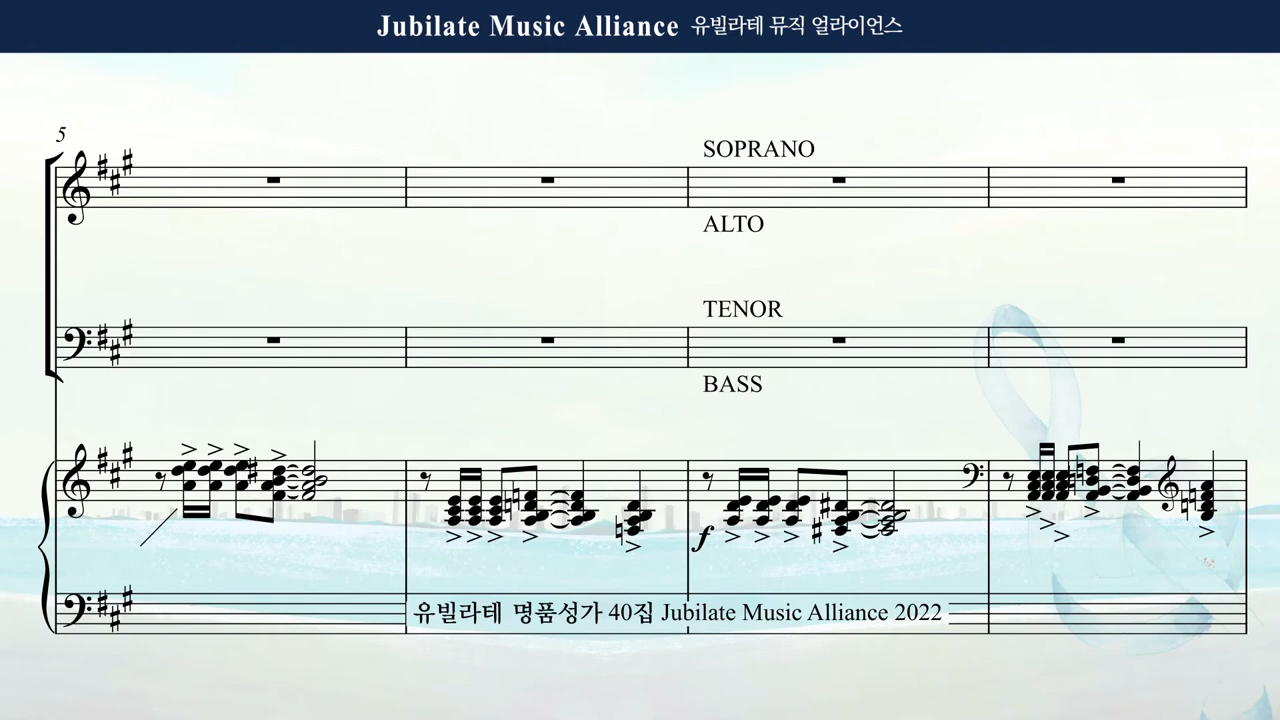 Jubilate Music Alliance 유빌라테 뮤직 얼라이언스
5
SOPRANO
ALTO
TENOR
BASS
f
유빌라테 명품성가 40집 Jubilate Music Alliance 2022